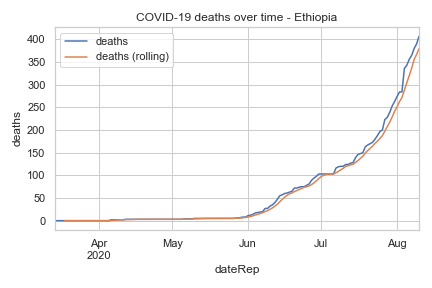 COVID-19 deaths over time - Ethiopia
deaths
deaths (rolling)
400
350
300
250
200
150
100
50
0
deaths
Apr
2020
May
Jun
Jul
Aug
dateRep